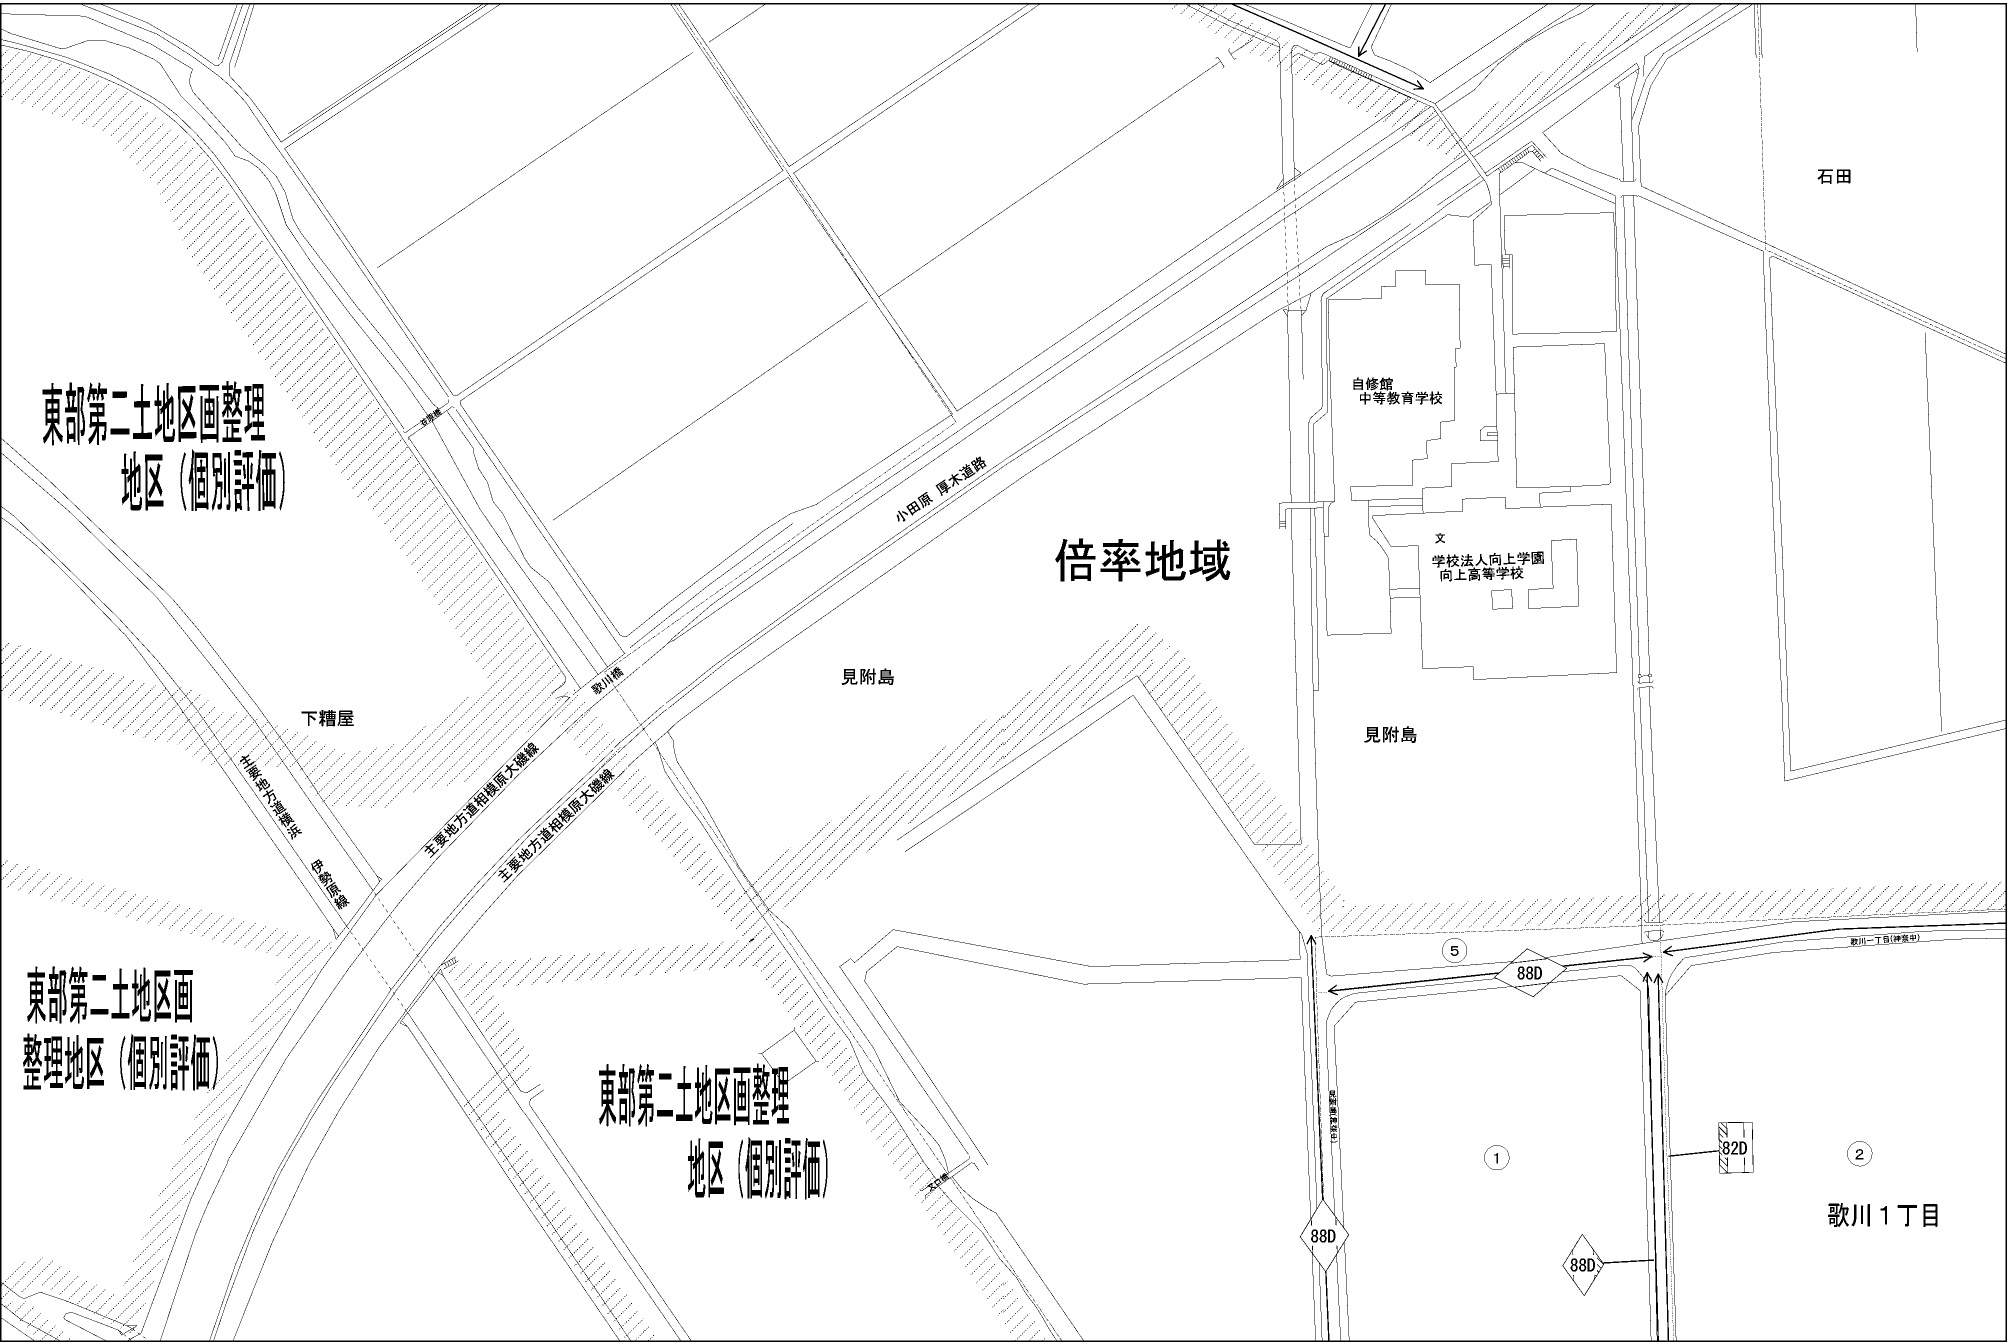 石田
自修館
中等教育学校
東部第二土地区画整理
地区（個別評価）
谷原橋
小田原 厚木道路
倍率地域
文
学校法人向上学園
向上高等学校
歌川橋
見附島
下糟屋
見附島
主要地方道横浜 伊勢原線
主要地方道相模原大磯線
主要地方道相模原大磯線
歌川一丁目(神奈中)
⑤
88D
東部第二土地区画
整理地区（個別評価）
東部第二土地区画整理
地区（個別評価）
①
82D
②
歌川１丁目
88D
88D